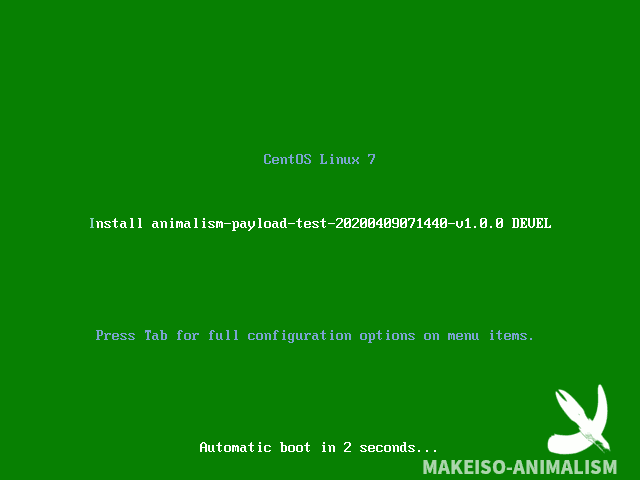 CentOS Linux 7
Install animalism-payload-test-20200409071440-v1.0.0 DEVEL
Press Tab for full configuration options on menu items.
Automatic boot in 2 seconds...
MAKEISO-ANIMALISM